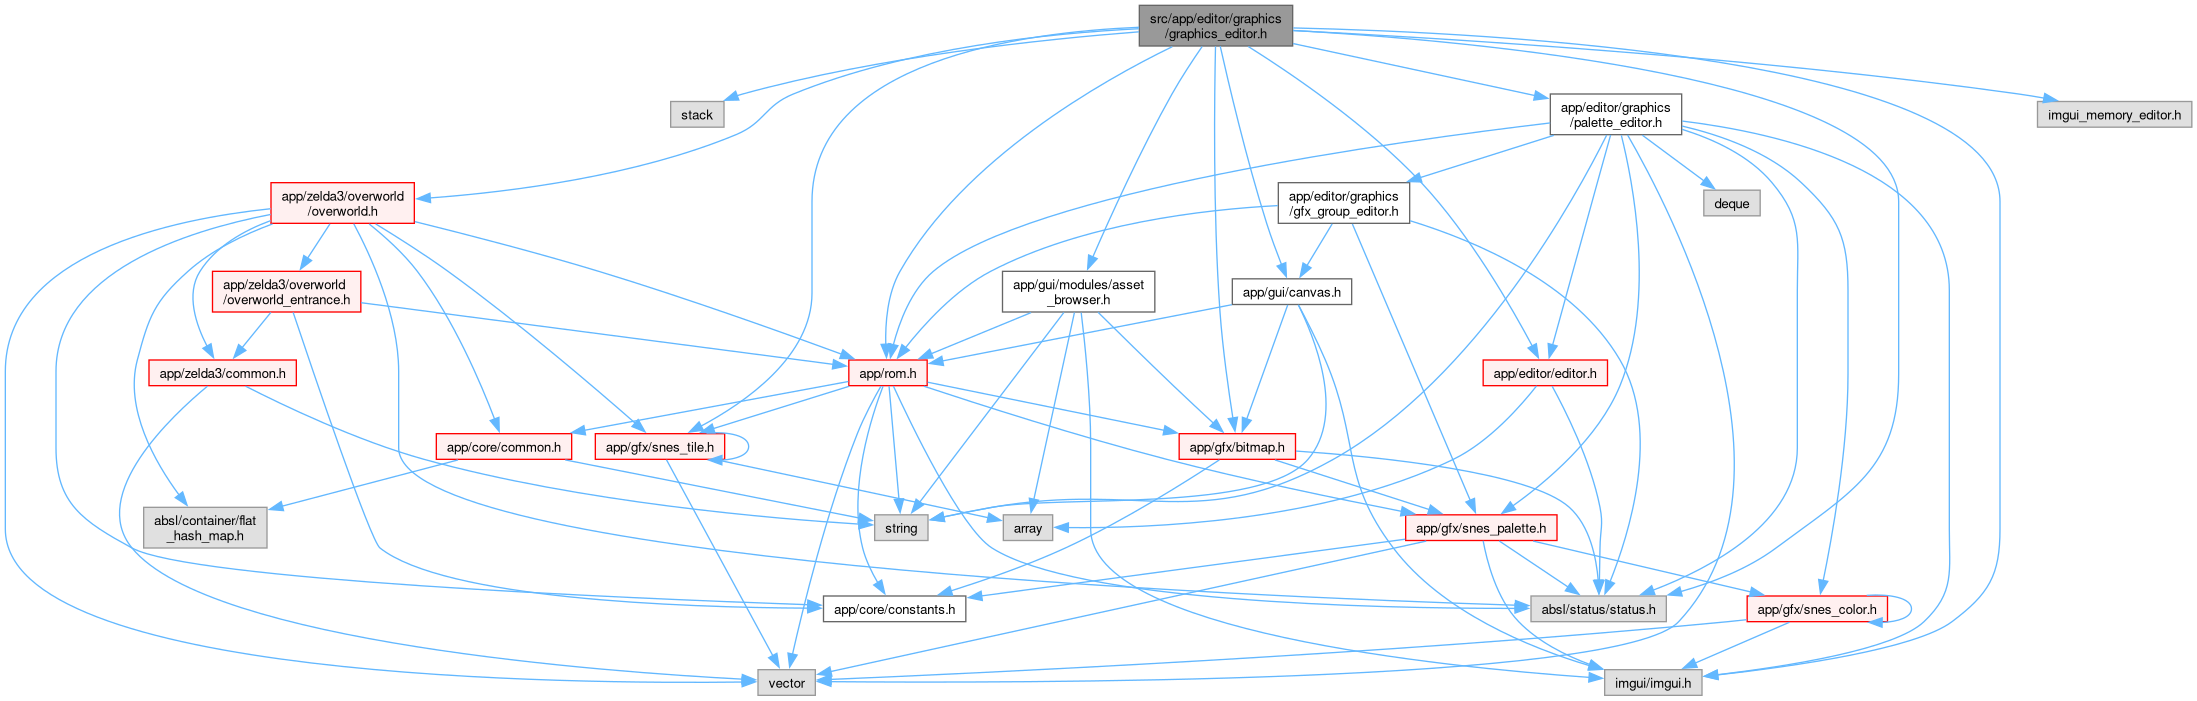 src/app/editor/graphics
/graphics_editor.h
stack
app/editor/graphics
/palette_editor.h
imgui_memory_editor.h
app/zelda3/overworld
/overworld.h
app/editor/graphics
/gfx_group_editor.h
deque
app/zelda3/overworld
/overworld_entrance.h
app/gui/modules/asset
_browser.h
app/gui/canvas.h
app/zelda3/common.h
app/rom.h
app/editor/editor.h
app/core/common.h
app/gfx/snes_tile.h
app/gfx/bitmap.h
absl/container/flat
_hash_map.h
string
array
app/gfx/snes_palette.h
app/core/constants.h
absl/status/status.h
app/gfx/snes_color.h
vector
imgui/imgui.h